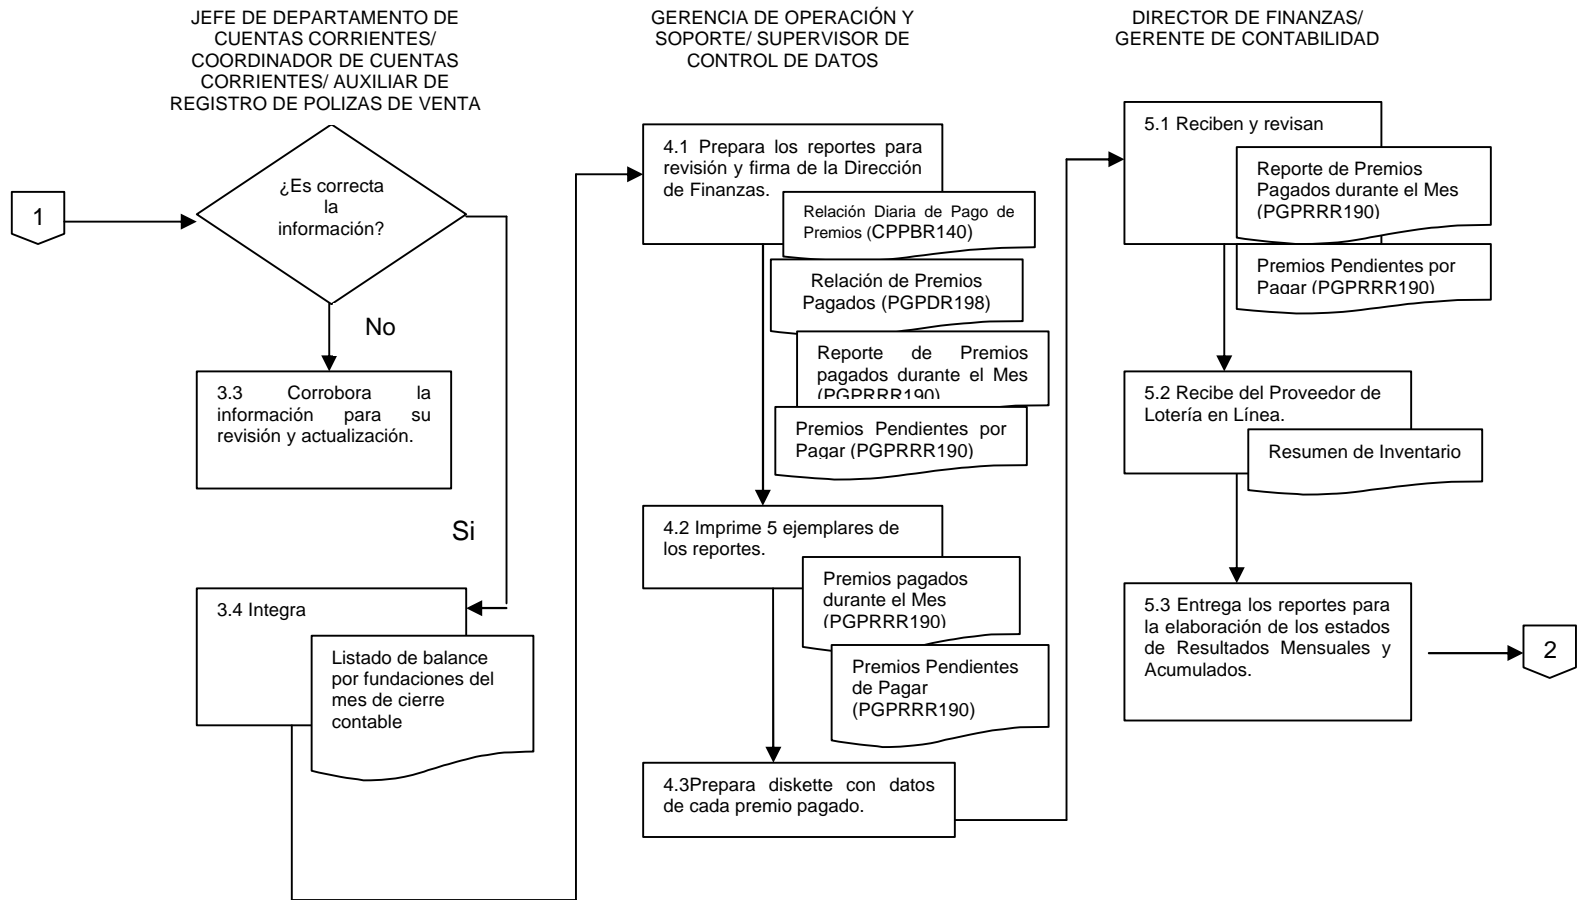 JEFE DE DEPARTAMENTO DE
CUENTAS CORRIENTES/
COORDINADOR DE CUENTAS
CORRIENTES/ AUXILIAR DE
REGISTRO DE POLIZAS DE VENTA
1
¿Es correcta
la
información?
No
3.3 Corrobora la
información para su
revisión y actualización.
Si
3.4 Integra
Listado de balance
por fundaciones del
mes de cierre
contable
GERENCIA DE OPERACIÓN Y
SOPORTE/ SUPERVISOR DE
CONTROL DE DATOS
4.1 Prepara los reportes para
revisión y firma de la Dirección
de Finanzas.
Relación Diaria de Pago de
Premios (CPPBR140)
Relación de Premios
Pagados (PGPDR198)
Reporte de Premios
pagados durante el Mes
(PGPRRR190)
Premios Pendientes por
Pagar (PGPRRR190)
4.2 Imprime 5 ejemplares de
los reportes.
Premios pagados
durante el Mes
(PGPRRR190)
Premios Pendientes
de Pagar
(PGPRRR190)
4.3Prepara diskette con datos
de cada premio pagado.
DIRECTOR DE FINANZAS/
GERENTE DE CONTABILIDAD
5.1 Reciben y revisan
Reporte de Premios
Pagados durante el Mes
(PGPRRR190)
Premios Pendientes por
Pagar (PGPRRR190)
5.2 Recibe del Proveedor de
Lotería en Línea.
Resumen de Inventario
5.3 Entrega los reportes para
la elaboración de los estados
de Resultados Mensuales y
Acumulados.
2